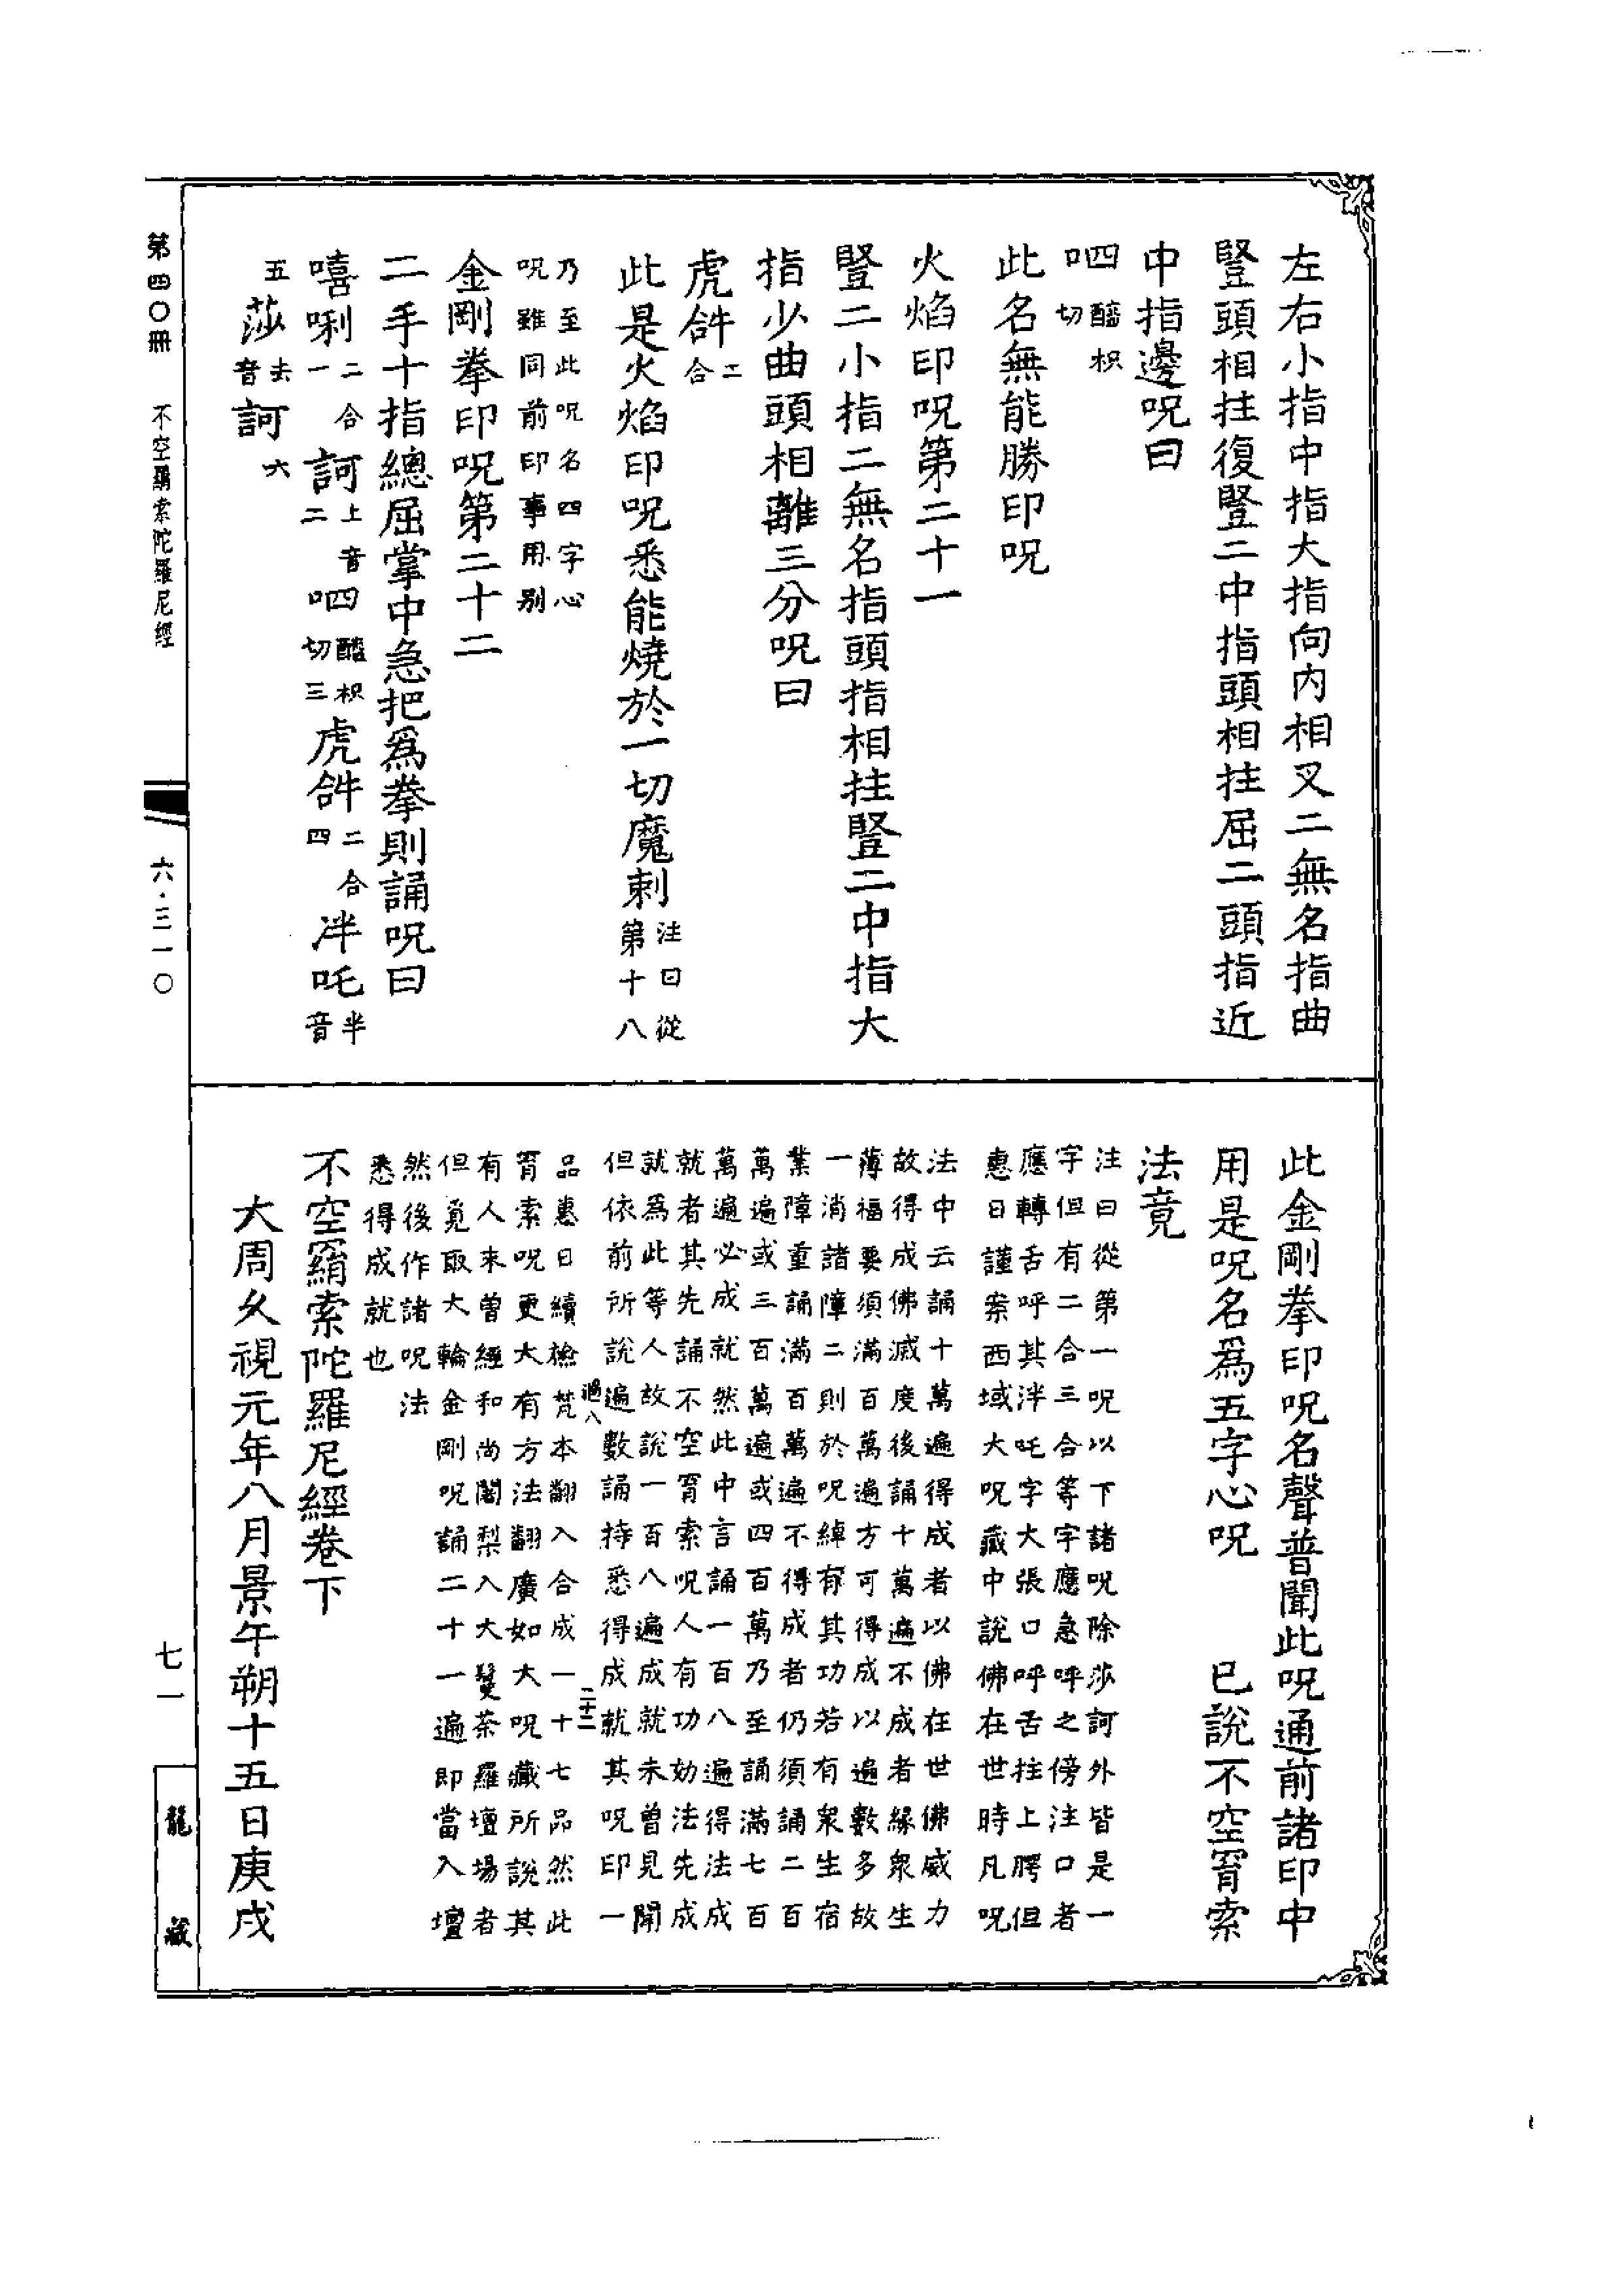 左右小指中指大指向內相叉二無名指曲
豎頭相拄復豎二中指頭相拄屈二頭指近
中指邊呪曰
呬醯枳切
此名無能勝印呪
火焰印呪第二十一
豎二小指二無名指頭指相拄豎二中指大
指少曲頭相離三分呪曰
虎𤙖二合
此是火焰印呪悉能燒於一切魔刺注曰從第十八
乃至此呪名四字心
呪雖同前印事用別
金剛拳印呪第二十二
二手十指總屈掌中急把爲拳則誦呪曰
嘻唎二合一訶上音二呬醯枳切三虎𤙖二合四泮吒半音
五莎去音訶六
此金剛拳印呪名聲普聞此呪通前諸印中
用是呪名爲五字心呪 已說不空罥索
法竟
注曰從第一呪以下諸呪除莎訶外皆是一
字但有二合三合等字應急呼之傍注口者
應轉舌呼其泮吒字大張口呼舌拄上腭但
惠日謹案西域大呪藏中說佛在世時凡呪
法中云誦十萬遍得成者以佛在世佛威力
故得成佛滅度後誦十萬遍不成者緣衆生
薄福要須滿百萬遍方可得成以遍數多故
一消諸障二則於呪綽有其功若有衆生宿
業障重誦滿百萬遍不得成者仍須誦二百
萬遍或三百萬遍或四百萬乃至誦滿七百
萬遍必成就然此中言誦一百八遍得法成
就者其先誦不空罥索呪人有功効法先成
就為此等人故說一百八遍成就未曾見聞
但依前所說遍數誦持悉得成就其呪印一
品惠日續檢梵本翻入合成一十七品然此
罥索呪更大有方法翻廣如大呪藏所說其
有人未曾經和尚闍梨入大鬘荼羅壇場者
但覓取大輪金剛呪誦二十一遍即當入壇
然後作諸呪法
悉得成就也
過八
二十二
不空羂索陀羅尼經卷下
大周久視元年八月景午朔十五日庚戌
第四〇冊 不空羂索陀羅尼經 六·三一〇
七一
龍藏